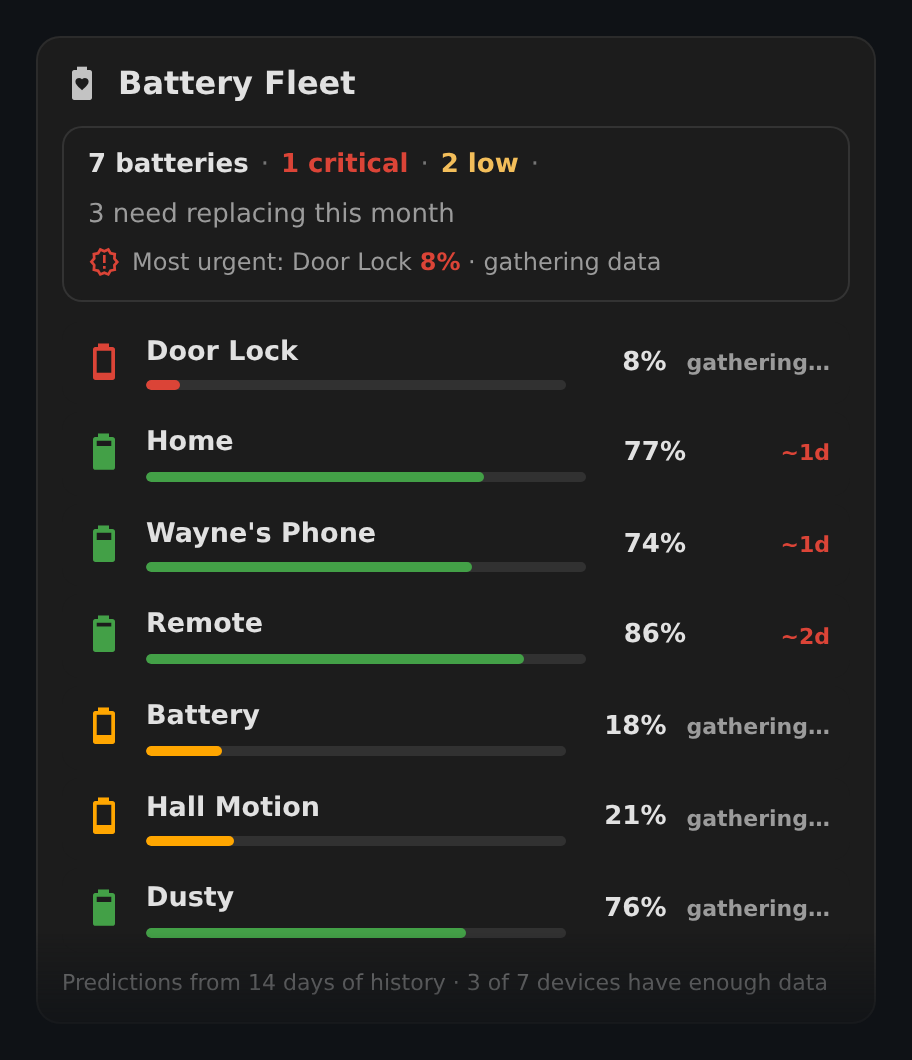 Battery Fleet
7 batteries · 1 critical · 2 low ·
3 need replacing this month
Most urgent: Door Lock 8% · gathering data
Door Lock 8% gathering…
Home 77% ~1d
Wayne's Phone 74% ~1d
Remote 86% ~2d
Battery 18% gathering…
Hall Motion 21% gathering…
Dusty 76% gathering…
Predictions from 14 days of history · 3 of 7 devices have enough data